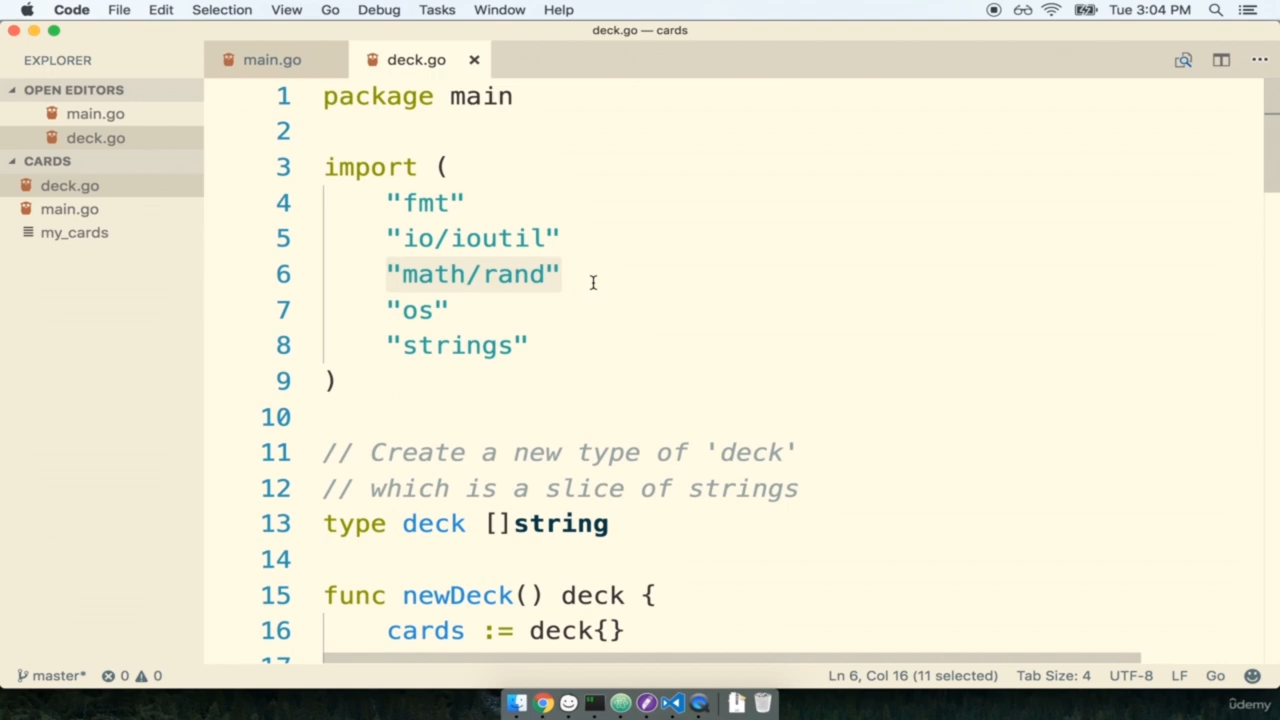 Code File Edit Selection View Go Debug Tasks Window Help Tue 3:04 PM
deck.go — cards
EXPLORER
main.go
deck.go
OPEN EDITORS
main.go
deck.go
CARDS
deck.go
main.go
my_cards
1 package main
2
3 import (
4 "fmt"
5 "io/ioutil"
6 "math/rand"
7 "os"
8 "strings"
9 )
10
11 // Create a new type of 'deck'
12 // which is a slice of strings
13 type deck []string
14
15 func newDeck() deck {
16 cards := deck{}
17
master* 0 0 Ln 6, Col 16 (11 selected) Tab Size: 4 UTF-8 LF Go
ûdemy